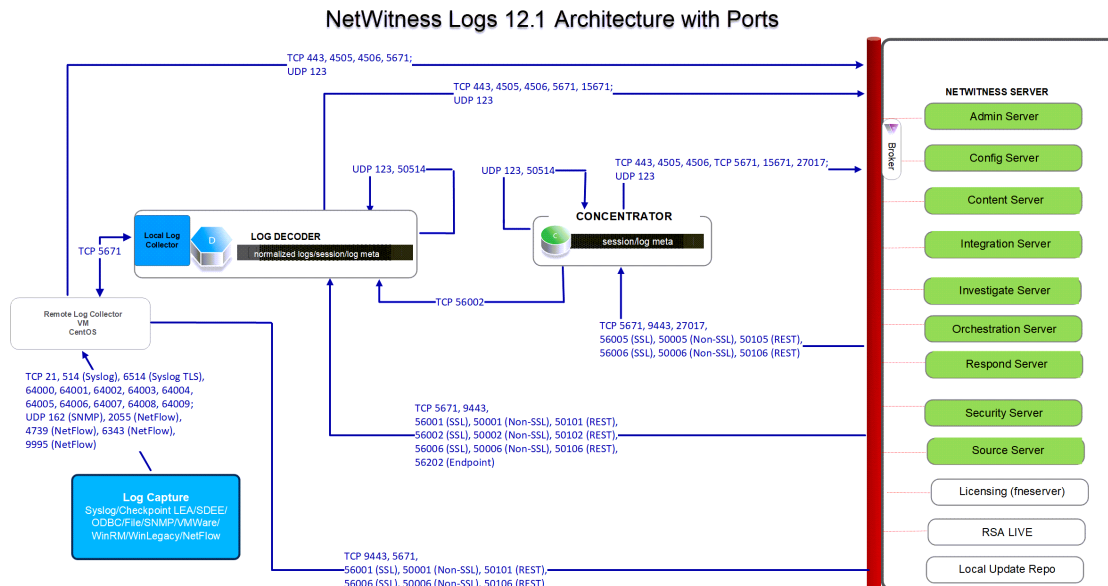 NetWitness Logs 12.1 Architecture with Ports
TCP 443, 4505, 4506, 5671;
UDP 123
TCP 443, 4505, 4506, 5671, 15671;
UDP 123
UDP 123, 50514
UDP 123, 50514
TCP 443, 4505, 4506, TCP 5671, 15671, 27017;
UDP 123
Local Log
Collector
D
LOG DECODER
normalized logs/session/log meta
CONCENTRATOR
C
session/log meta
TCP 5671
TCP 56002
Remote Log Collector
VM
CentOS
TCP 5671, 9443, 27017,
56005 (SSL), 50005 (Non-SSL), 50105 (REST),
56006 (SSL), 50006 (Non-SSL), 50106 (REST)
TCP 21, 514 (Syslog), 6514 (Syslog TLS),
64000, 64001, 64002, 64003, 64004,
64005, 64006, 64007, 64008, 64009;
UDP 162 (SNMP), 2055 (NetFlow),
4739 (NetFlow), 6343 (NetFlow),
9995 (NetFlow)
TCP 5671, 9443,
56001 (SSL), 50001 (Non-SSL), 50101 (REST),
56002 (SSL), 50002 (Non-SSL), 50102 (REST),
56006 (SSL), 50006 (Non-SSL), 50106 (REST),
56202 (Endpoint)
Log Capture
Syslog/Checkpoint LEA/SDEE/
ODBC/File/SNMP/VMWare/
WinRM/WinLegacy/NetFlow
TCP 9443, 5671,
56001 (SSL), 50001 (Non-SSL), 50101 (REST),
56006 (SSL), 50006 (Non-SSL), 50106 (REST)
Broker
NETWITNESS SERVER
Admin Server
Config Server
Content Server
Integration Server
Investigate Server
Orchestration Server
Respond Server
Security Server
Source Server
Licensing (fneserver)
RSA LIVE
Local Update Repo